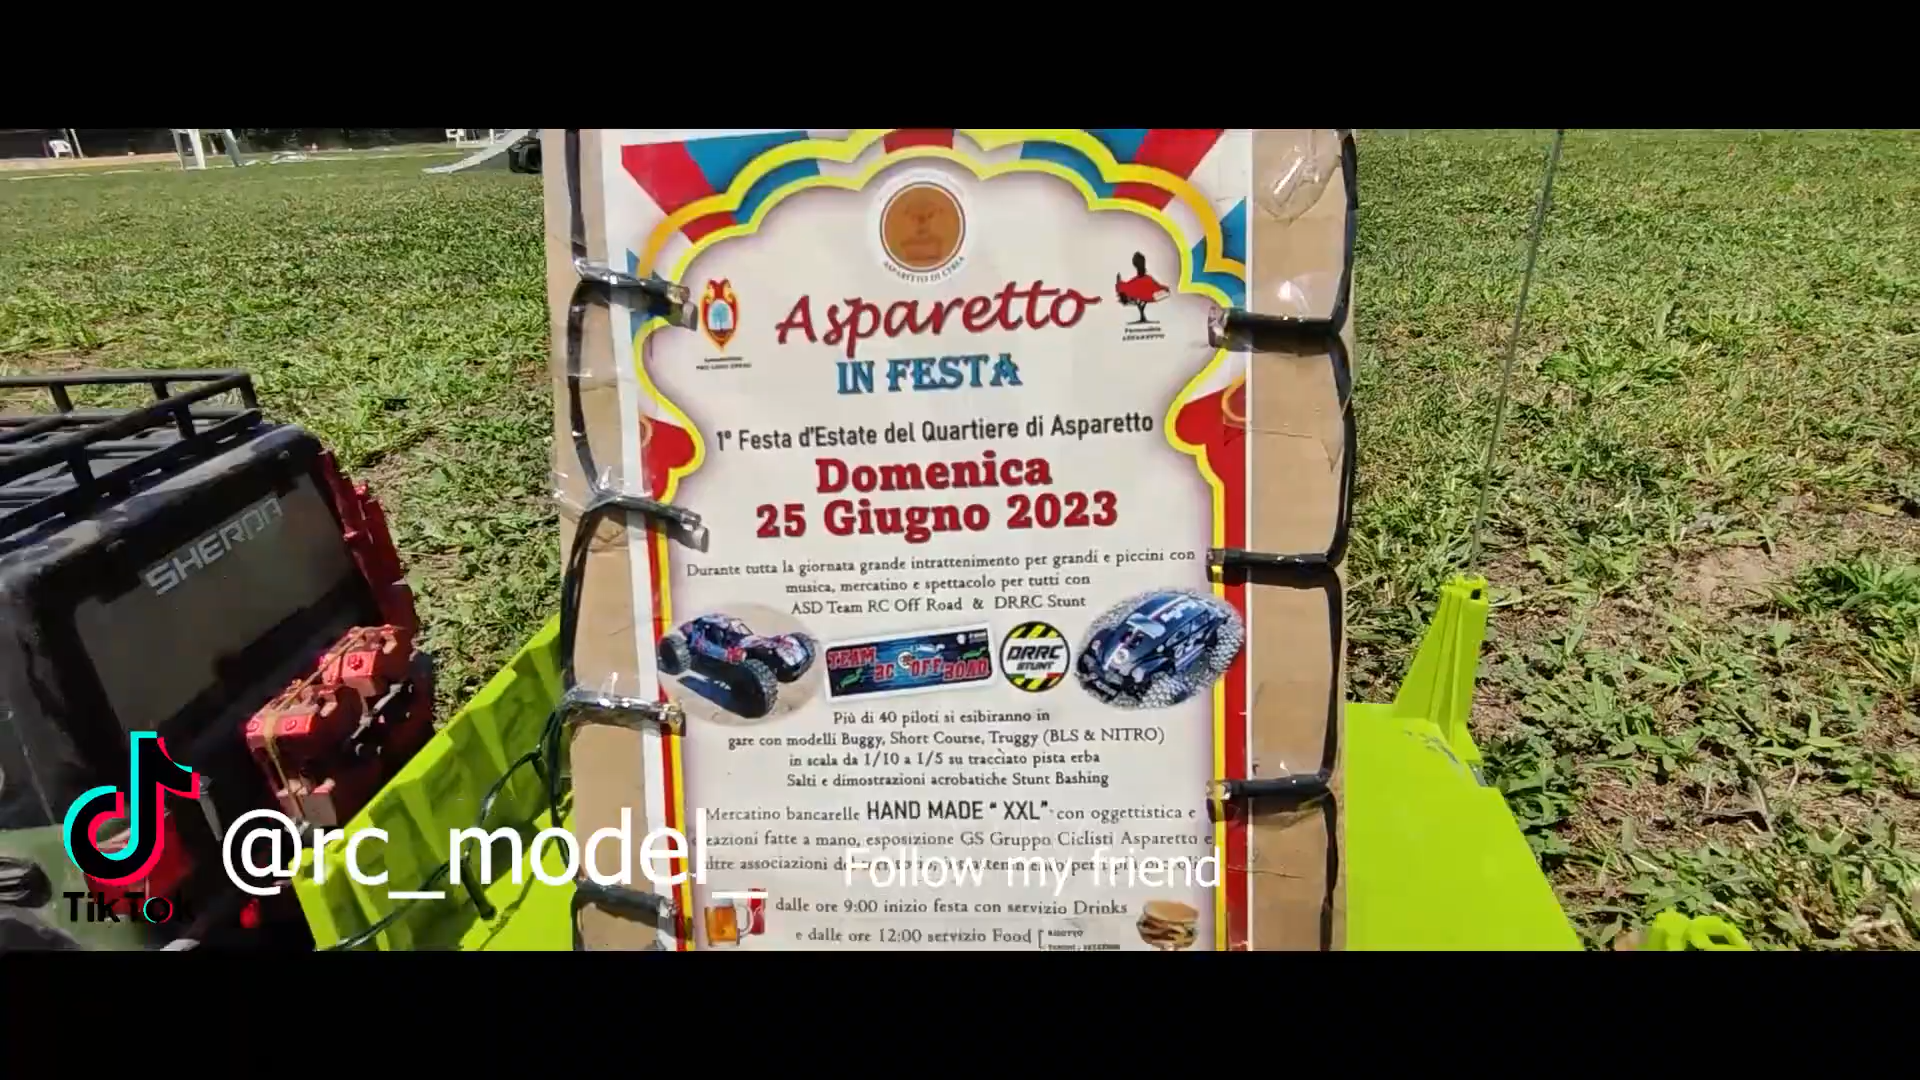 ASPARETTO DI CEREA
Asparetto
IN FESTA
1° Festa d'Estate del Quartiere di Asparetto
Domenica
25 Giugno 2023
Durante tutta la giornata grande intrattenimento per grandi e piccini con
musica, mercatino e spettacolo per tutti con
ASD Team RC Off Road & DRRC Stunt
TEAM RC OFF ROAD
DRRC
STUNT
Più di 40 piloti si esibiranno in
gare con modelli Buggy, Short Course, Truggy (BLS & NITRO)
in scala da 1/10 a 1/5 su tracciato pista erba
Salti e dimostrazioni acrobatiche Stunt Bashing
Mercatino bancarelle HAND MADE "XXL" con oggettistica e
eazioni fatte a mano, esposizione GS Gruppo Ciclisti Asparetto e
ltre associazioni
dalle ore 9:00 inizio festa con servizio Drinks
e dalle ore 12:00 servizio Food [
SHERPA
TikTok
@rc_model_
Follow my friend